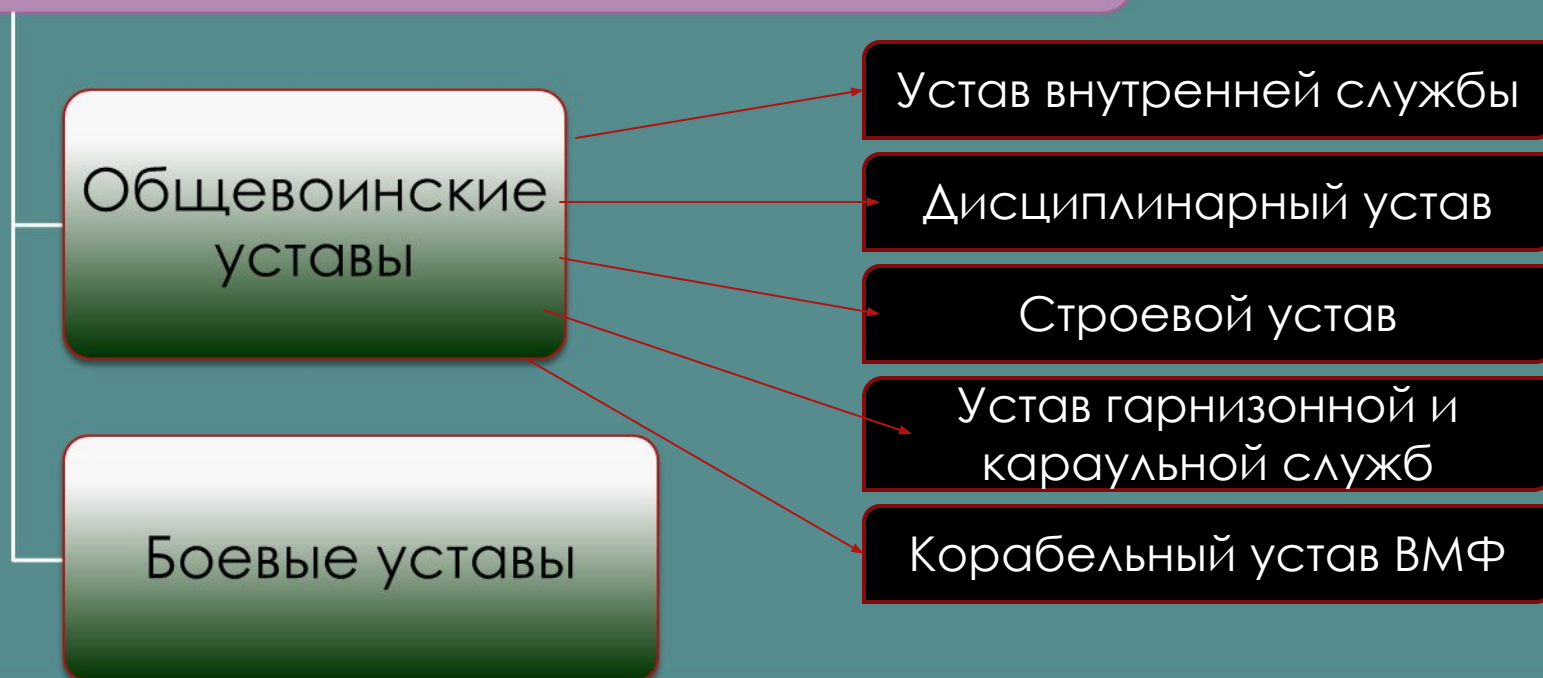 Общевоинские
уставы
Боевые уставы
Устав внутренней службы
Дисциплинарный устав
Строевой устав
Устав гарнизонной и
караульной служб
Корабельный устав ВМФ